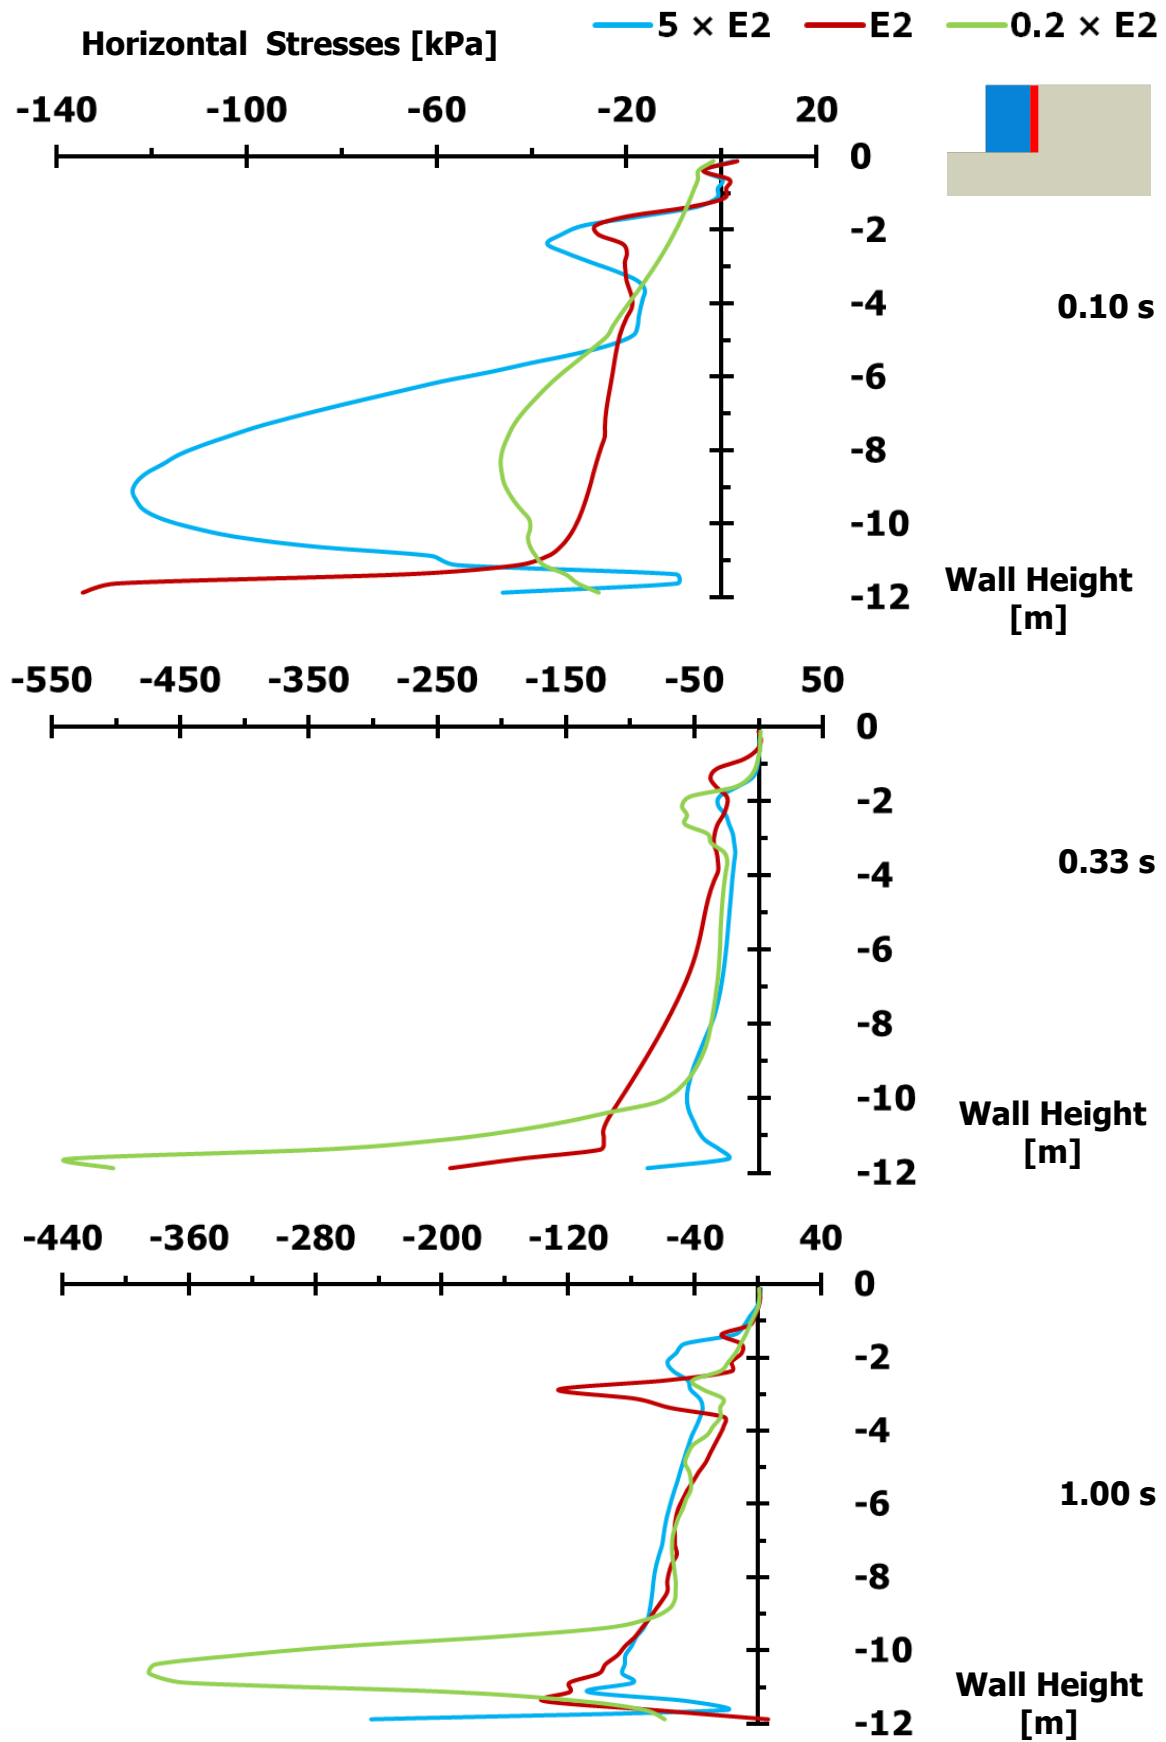 5 × E2 E2 0.2 × E2
Horizontal Stresses [kPa]
-140 -100 -60 -20 20
0
-2
-4
0.10 s
-6
-8
-10
-12
Wall Height
[m]
-550 -450 -350 -250 -150 -50 50
0
-2
-4
0.33 s
-6
-8
-10
-12
Wall Height
[m]
-440 -360 -280 -200 -120 -40 40
0
-2
-4
-6
1.00 s
-8
-10
-12
Wall Height
[m]